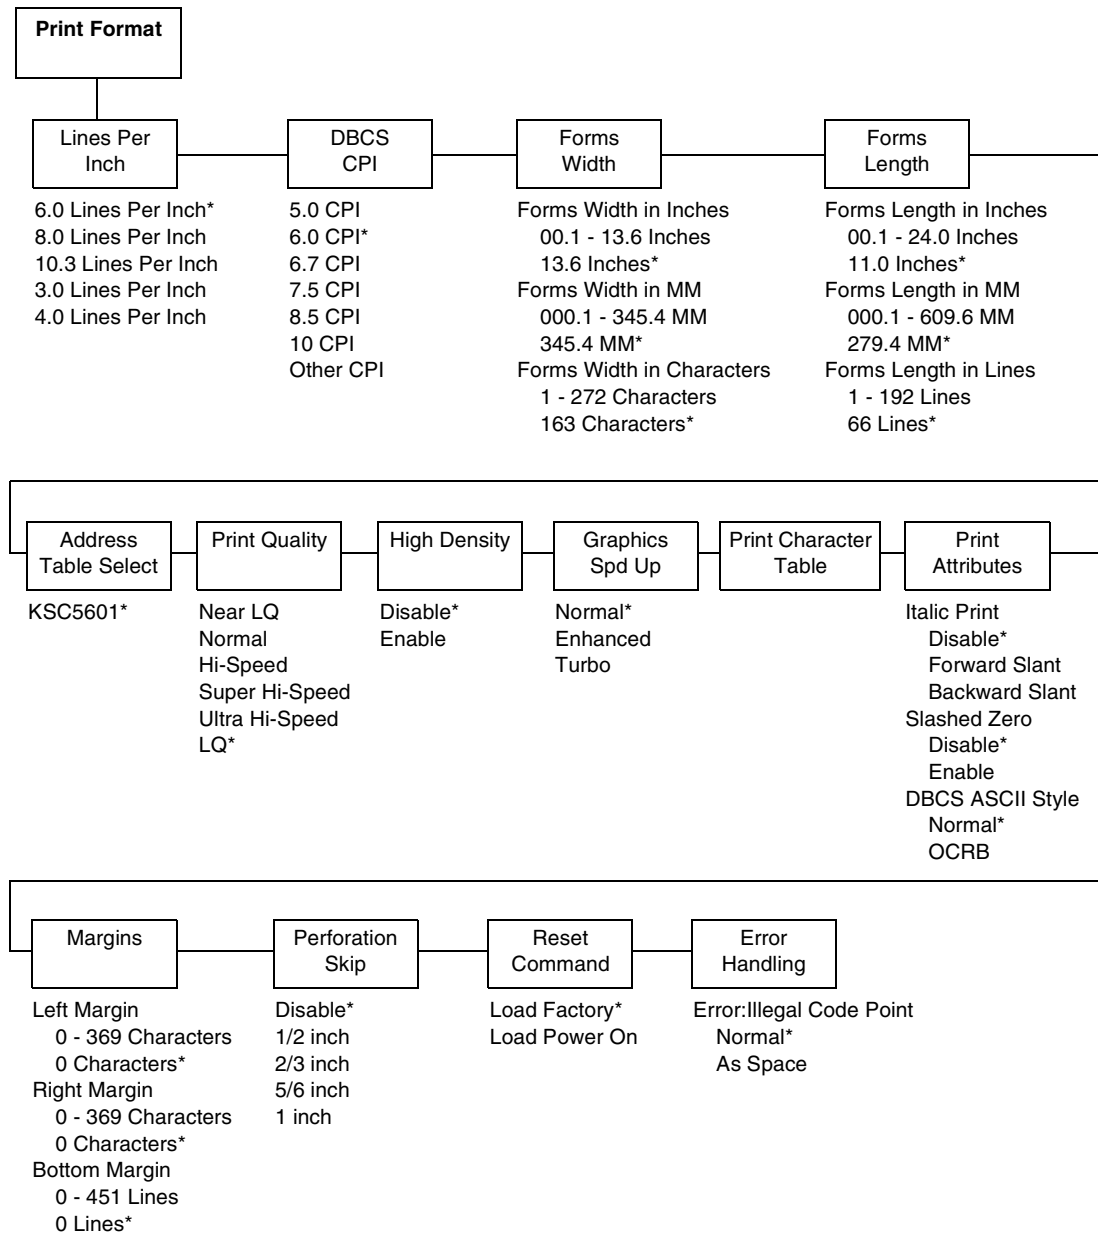 Print Format
Lines Per
Inch
6.0 Lines Per Inch*
8.0 Lines Per Inch
10.3 Lines Per Inch
3.0 Lines Per Inch
4.0 Lines Per Inch
DBCS
CPI
5.0 CPI
6.0 CPI*
6.7 CPI
7.5 CPI
8.5 CPI
10 CPI
Other CPI
Forms
Width
Forms Width in Inches
00.1 - 13.6 Inches
13.6 Inches*
Forms Width in MM
000.1 - 345.4 MM
345.4 MM*
Forms Width in Characters
1 - 272 Characters
163 Characters*
Forms
Length
Forms Length in Inches
00.1 - 24.0 Inches
11.0 Inches*
Forms Length in MM
000.1 - 609.6 MM
279.4 MM*
Forms Length in Lines
1 - 192 Lines
66 Lines*
Address
Table Select
KSC5601*
Print Quality
Near LQ
Normal
Hi-Speed
Super Hi-Speed
Ultra Hi-Speed
LQ*
High Density
Disable*
Enable
Graphics
Spd Up
Normal*
Enhanced
Turbo
Print Character
Table
Print
Attributes
Italic Print
Disable*
Forward Slant
Backward Slant
Slashed Zero
Disable*
Enable
DBCS ASCII Style
Normal*
OCRB
Margins
Left Margin
0 - 369 Characters
0 Characters*
Right Margin
0 - 369 Characters
0 Characters*
Bottom Margin
0 - 451 Lines
0 Lines*
Perforation
Skip
Disable*
1/2 inch
2/3 inch
5/6 inch
1 inch
Reset
Command
Load Factory*
Load Power On
Error
Handling
Error:Illegal Code Point
Normal*
As Space